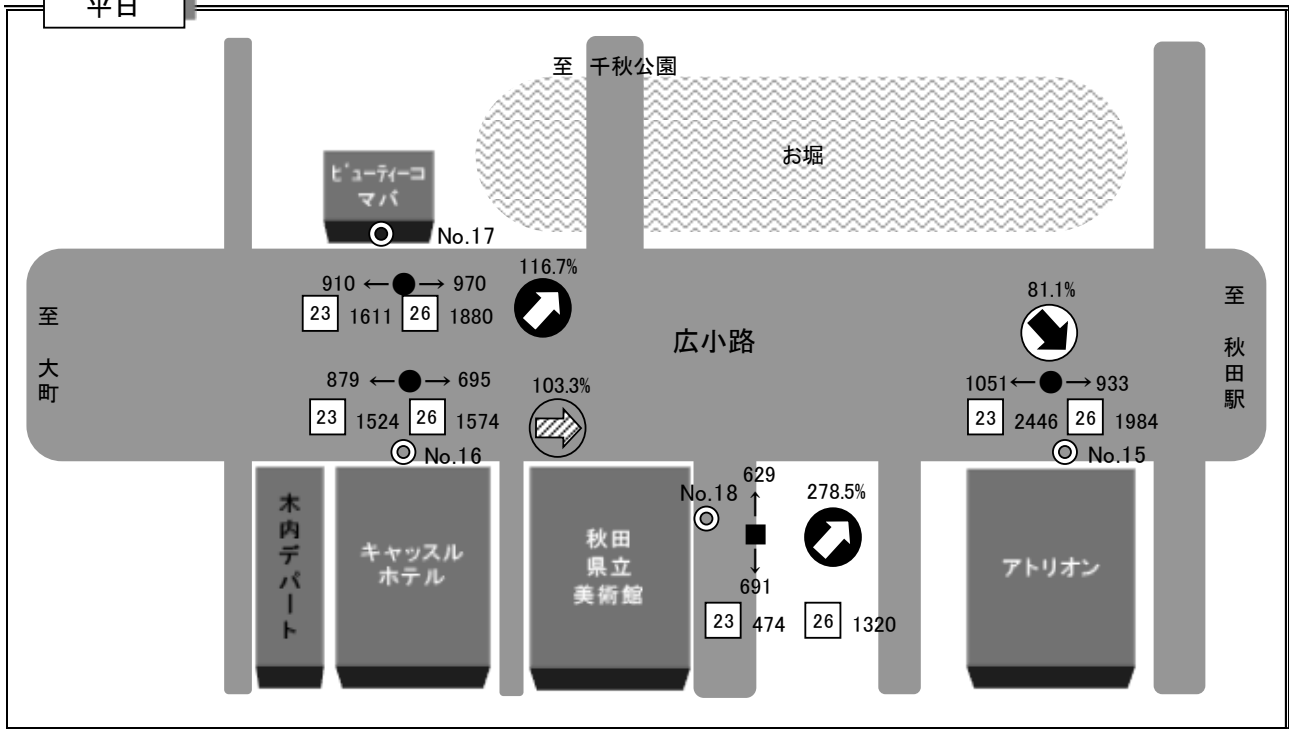 平日
至 千秋公園
お堀
ビューティーコ
マバ
No.17
910 ←●→ 970
116.7%
23 1611 26 1880
81.1%
至 大町
広小路
至 秋田駅
879 ←●→ 695
103.3%
1051←●→933
23 1524 26 1574
23 2446 26 1984
No.16
No.15
629
No.18
278.5%
691
23 474 26 1320
木内デパート
キャッスル
ホテル
秋田
県立
美術館
アトリオン